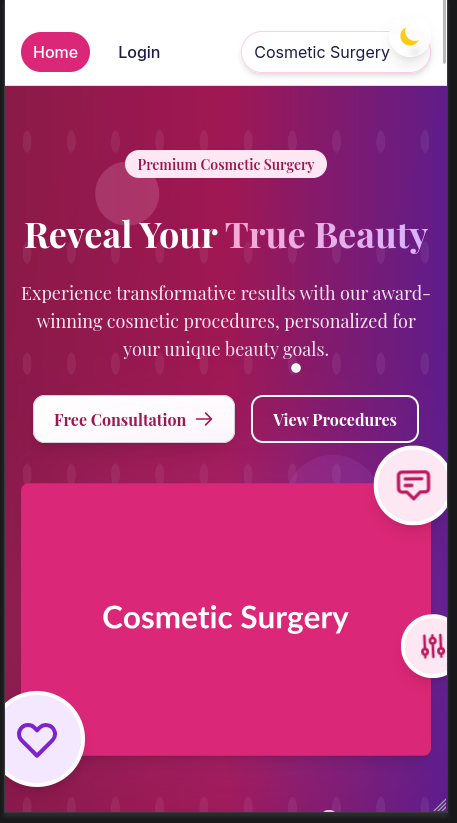 Home Login Cosmetic Surgery
Premium Cosmetic Surgery
Reveal Your True Beauty
Experience transformative results with our award-
winning cosmetic procedures, personalized for
your unique beauty goals.
Free Consultation View Procedures
Cosmetic Surgery